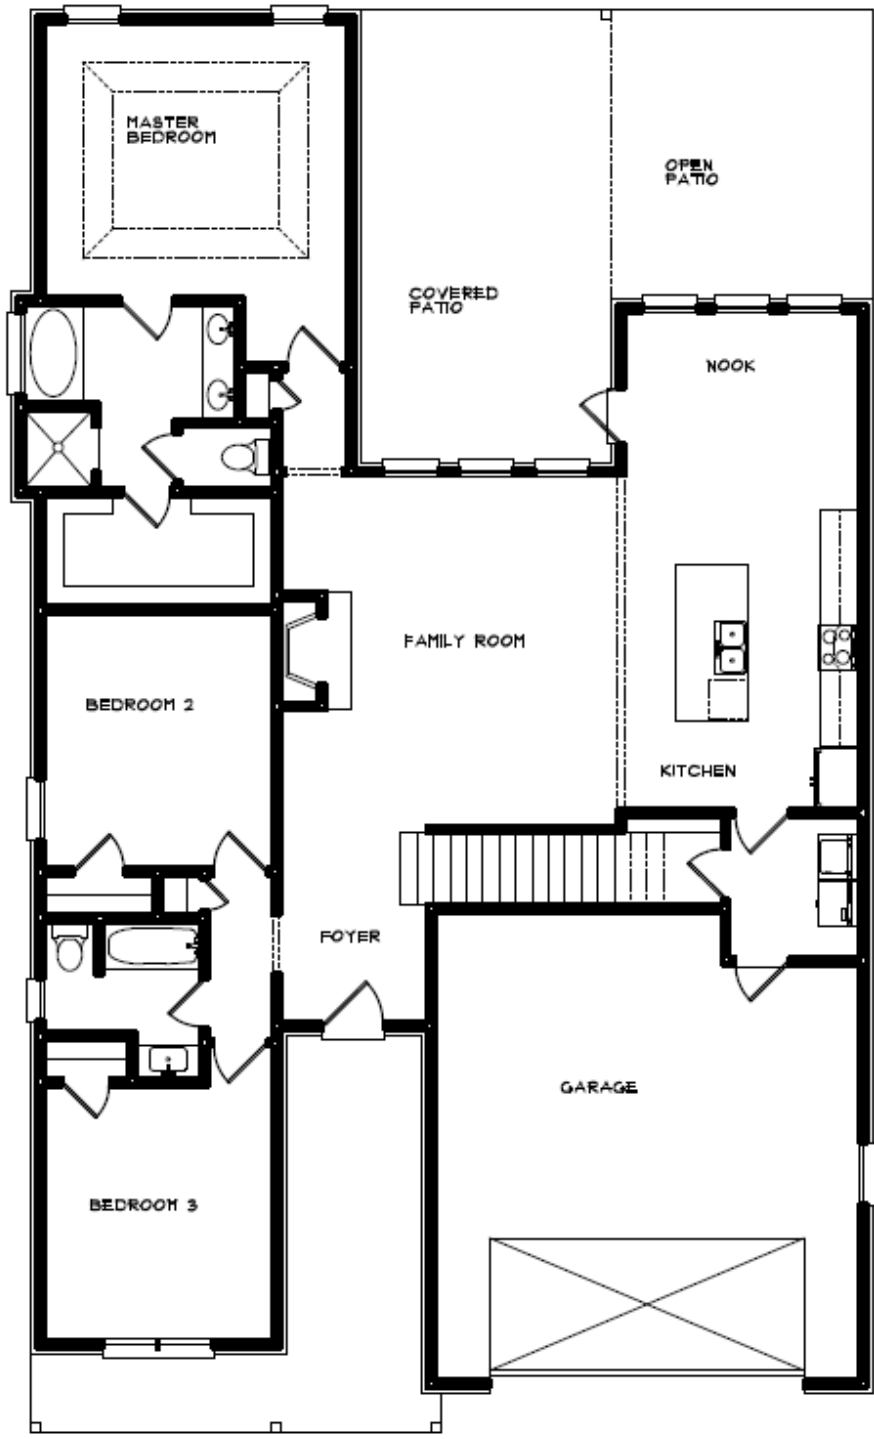 MASTER
BEDROOM
OPEN
PATIO
COVERED
PATIO
NOOK
FAMILY ROOM
BEDROOM 2
KITCHEN
FOYER
GARAGE
BEDROOM 3